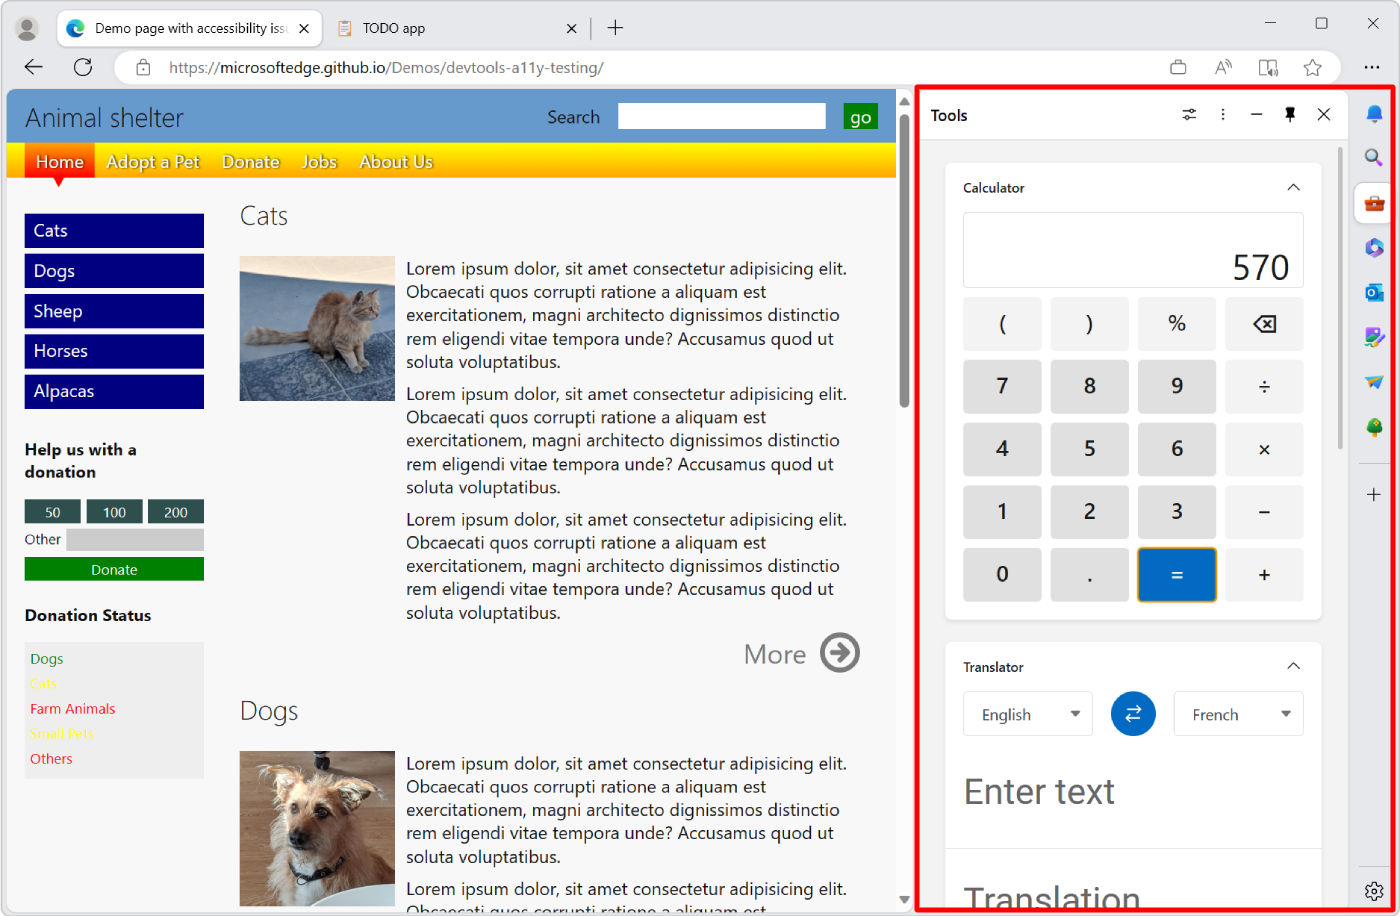 Demo page with accessibility issu
TODO app
https://microsoftedge.github.io/Demos/devtools-a11y-testing/
Animal shelter
Search
go
Home
Adopt a Pet
Donate
Jobs
About Us
Cats
Dogs
Sheep
Horses
Alpacas
Help us with a
donation
50
100
200
Other
Donate
Donation Status
Dogs
Cats
Farm Animals
Small Pets
Others
Cats
Lorem ipsum dolor, sit amet consectetur adipisicing elit.
Obcaecati quos corrupti ratione a aliquam est
exercitationem, magni architecto dignissimos distinctio
rem eligendi vitae tempora unde? Accusamus quod ut
soluta voluptatibus.
Lorem ipsum dolor, sit amet consectetur adipisicing elit.
Obcaecati quos corrupti ratione a aliquam est
exercitationem, magni architecto dignissimos distinctio
rem eligendi vitae tempora unde? Accusamus quod ut
soluta voluptatibus.
Lorem ipsum dolor, sit amet consectetur adipisicing elit.
Obcaecati quos corrupti ratione a aliquam est
exercitationem, magni architecto dignissimos distinctio
rem eligendi vitae tempora unde? Accusamus quod ut
soluta voluptatibus.
More
Dogs
Lorem ipsum dolor, sit amet consectetur adipisicing elit.
Obcaecati quos corrupti ratione a aliquam est
exercitationem, magni architecto dignissimos distinctio
rem eligendi vitae tempora unde? Accusamus quod ut
soluta voluptatibus.
Lorem ipsum dolor, sit amet consectetur adipisicing elit.
Obcaecati quos corrupti ratione a aliquam est
Tools
Calculator
570
( ) %
7 8 9 ÷
4 5 6 ×
1 2 3 −
0 . = +
Translator
English
French
Enter text
Translation